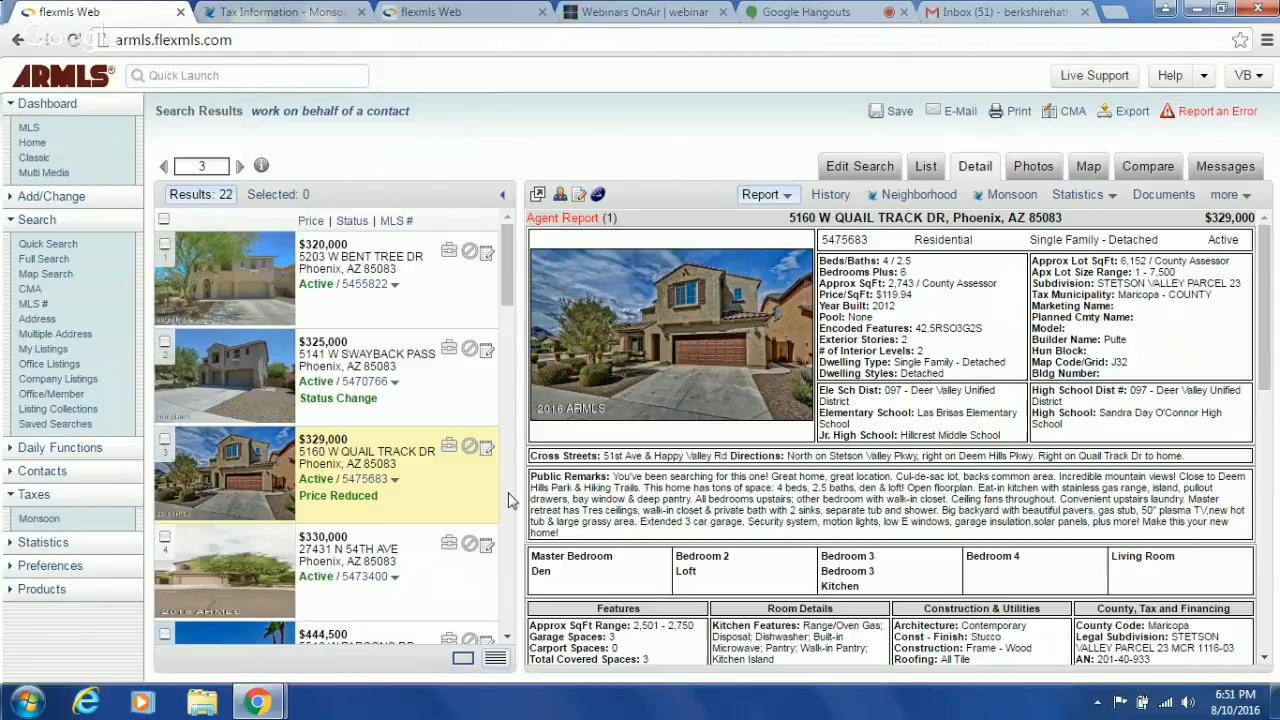 flexmls Web
Tax Information - Monsoo
flexmls Web
Webinars OnAir | webinar
Google Hangouts
Inbox (51) - berkshirehath
armls.flexmls.com
ARMLS
Quick Launch
Live Support
Help
VB
Dashboard
MLS
Home
Classic
Multi Media
Add/Change
Search
Quick Search
Full Search
Map Search
CMA
MLS #
Address
Multiple Address
My Listings
Office Listings
Company Listings
Office/Member
Listing Collections
Saved Searches
Daily Functions
Contacts
Taxes
Monsoon
Statistics
Preferences
Products
Search Results work on behalf of a contact
Save E-Mail Print CMA Export Report an Error
3
Edit Search List Detail Photos Map Compare Messages
Results: 22 Selected: 0
Price | Status | MLS #
1
$320,000
5203 W BENT TREE DR
Phoenix, AZ 85083
Active / 5455822
2
$325,000
5141 W SWAYBACK PASS
Phoenix, AZ 85083
Active / 5470766
Status Change
3
$329,000
5160 W QUAIL TRACK DR
Phoenix, AZ 85083
Active / 5475683
Price Reduced
4
$330,000
27431 N 54TH AVE
Phoenix, AZ 85083
Active / 5473400
2016 ARMLS
$444,500
Report History Neighborhood Monsoon Statistics Documents more
Agent Report (1) 5160 W QUAIL TRACK DR, Phoenix, AZ 85083 $329,000
2016 ARMLS
5475683 Residential Single Family - Detached Active
Beds/Baths: 4 / 2.5
Bedrooms Plus: 6
Approx SqFt: 2,743 / County Assessor
Price/SqFt: $119.94
Year Built: 2012
Pool: None
Encoded Features: 42.5RSO3G2S
Exterior Stories: 2
# of Interior Levels: 2
Dwelling Type: Single Family - Detached
Dwelling Styles: Detached
Approx Lot SqFt: 6,152 / County Assessor
Apx Lot Size Range: 1 - 7,500
Subdivision: STETSON VALLEY PARCEL 23
Tax Municipality: Maricopa - COUNTY
Marketing Name:
Planned Cmty Name:
Model:
Builder Name: Pulte
Hun Block:
Map Code/Grid: J32
Bldg Number:
Ele Sch Dist: 097 - Deer Valley Unified
District
Elementary School: Las Brisas Elementary
School
Jr. High School: Hillcrest Middle School
High School Dist #: 097 - Deer Valley Unified
District
High School: Sandra Day O'Connor High
School
Cross Streets: 51st Ave & Happy Valley Rd Directions: North on Stetson Valley Pkwy, right on Deem Hills Pkwy. Right on Quail Track Dr to home.
Public Remarks: You've been searching for this one! Great home, great location. Cul-de-sac lot, backs common area. Incredible mountain views! Close to Deem
Hills Park & Hiking Trails. This home has tons of space: 4 beds, 2.5 baths, den & loft! Open floorplan. Eat-in kitchen with stainless gas range, island, pullout
drawers, bay window & deep pantry. All bedrooms upstairs; other bedroom with walk-in closet. Ceiling fans throughout. Convenient upstairs laundry. Master
retreat has Tres ceilings, walk-in closet & private bath with 2 sinks, separate tub and shower. Big backyard with beautiful pavers, gas stub, 50" plasma TV,new hot
tub & large grassy area. Extended 3 car garage. Security system, motion lights, low E windows, garage insulation,solar panels, plus more! Make this your new
home!
Master Bedroom Bedroom 2 Bedroom 3 Bedroom 4 Living Room
Den Loft Bedroom 3
Kitchen
Features Room Details Construction & Utilities County, Tax and Financing
Approx SqFt Range: 2,501 - 2,750
Garage Spaces: 3
Carport Spaces: 0
Total Covered Spaces: 3
Kitchen Features: Range/Oven Gas;
Disposal; Dishwasher; Built-in
Microwave; Pantry; Walk-in Pantry;
Kitchen Island
Architecture: Contemporary
Const - Finish: Stucco
Construction: Frame - Wood
Roofing: All Tile
County Code: Maricopa
Legal Subdivision: STETSON
VALLEY PARCEL 23 MCR 1116-03
AN: 201-40-933
6:51 PM
8/10/2016